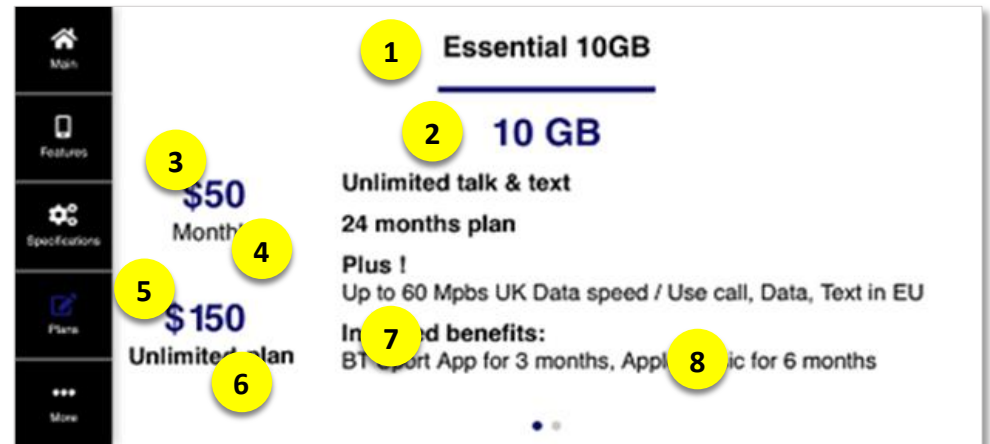 Main
Features
Specifications
Plans
More
1
Essential 10GB
2
10 GB
3
$50
Monthly
4
5
$150
Unlimited plan
6
Unlimited talk & text
24 months plan
Plus !
Up to 60 Mpbs UK Data speed / Use call, Data, Text in EU
7
benefits:
BT Sport App for 3 months, for 6 months
8